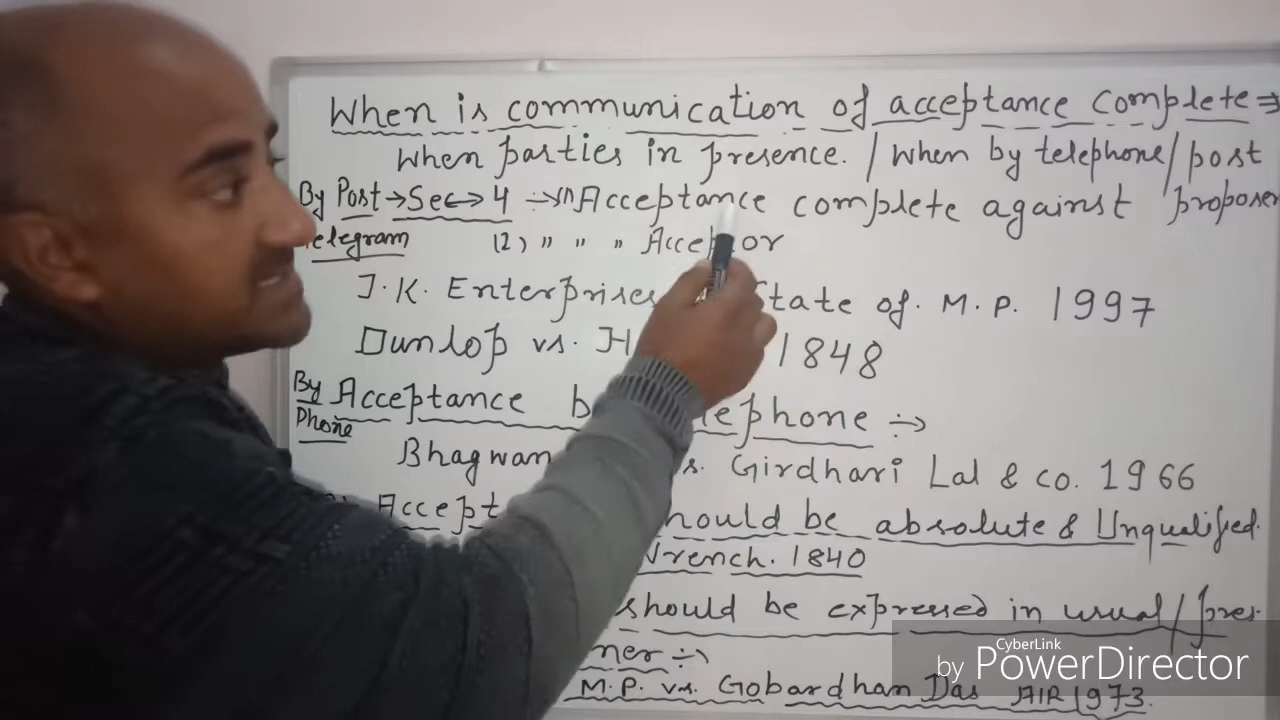 When is communication of acceptance complete ⇒
When parties in presence. / When by telephone / post
By Post → Sec → 4 ÷→ (1) Acceptance complete against proposer
Telegram (2) " " " Acceptor
J.K. Enterprises State of M.P. 1997
Dunlop vs. H 1848
By Phone Acceptance b lephone ÷→
Bhagwan s. Girdhari Lal & co. 1966
Accept hould be absolute & Unqualified.
Wrench. 1840
should be expressed in usual / pres-
ner ÷→
M.P. vs. Gobardhan Das AIR 1973.
CyberLink
by PowerDirector